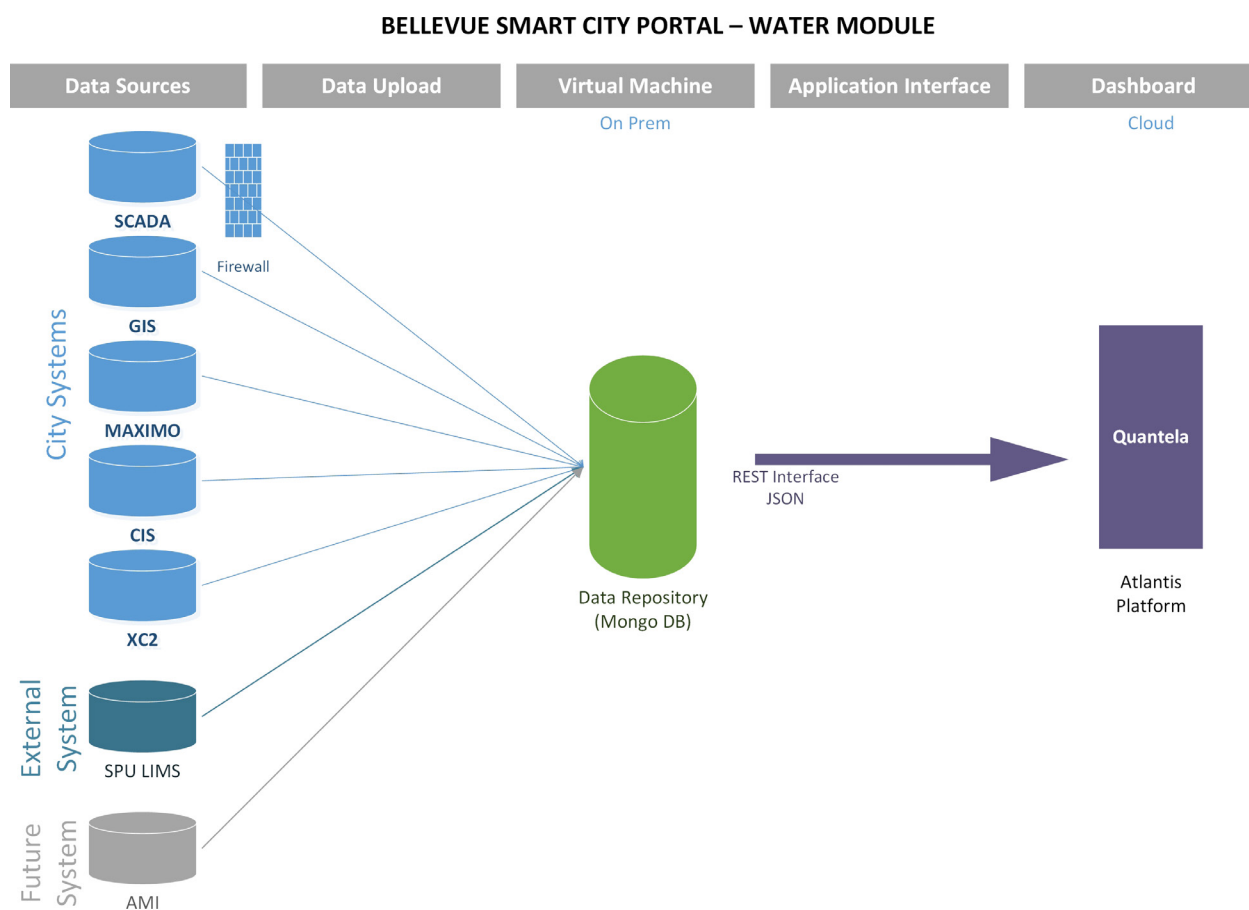 BELLEVUE SMART CITY PORTAL – WATER MODULE
Data Sources
Data Upload
Virtual Machine
Application Interface
Dashboard
On Prem
Cloud
City Systems
SCADA
Firewall
GIS
MAXIMO
CIS
XC2
External
System
SPU LIMS
Future
System
AMI
Data Repository
(Mongo DB)
REST Interface
JSON
Quantela
Atlantis
Platform